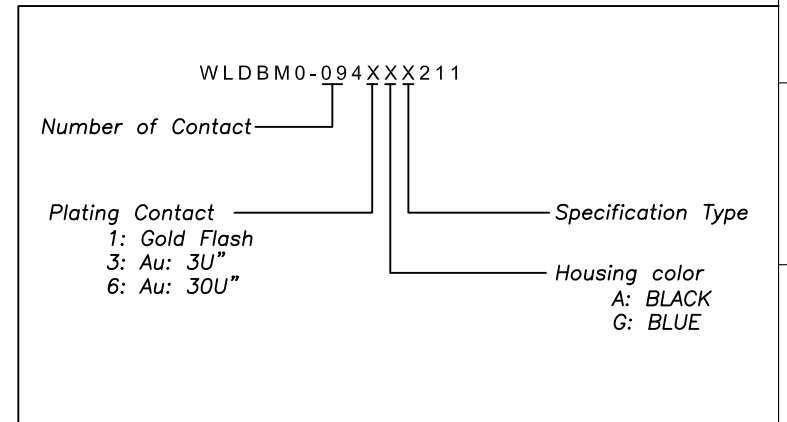 WLDBM0-094XXX211
Number of Contact
Plating Contact
1: Gold Flash
3: Au: 3U"
6: Au: 30U"
Specification Type
Housing color
A: BLACK
G: BLUE